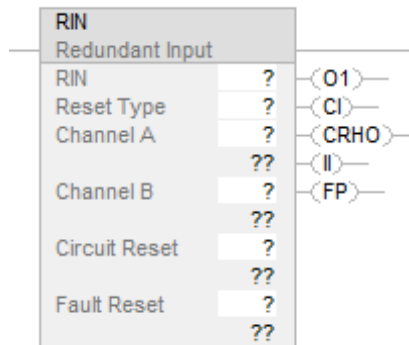 RIN
Redundant Input
RIN ? (O1)
Reset Type ? (CI)
Channel A ? (CRHO)
?? (II)
Channel B ? (FP)
??
Circuit Reset ?
??
Fault Reset ?
??